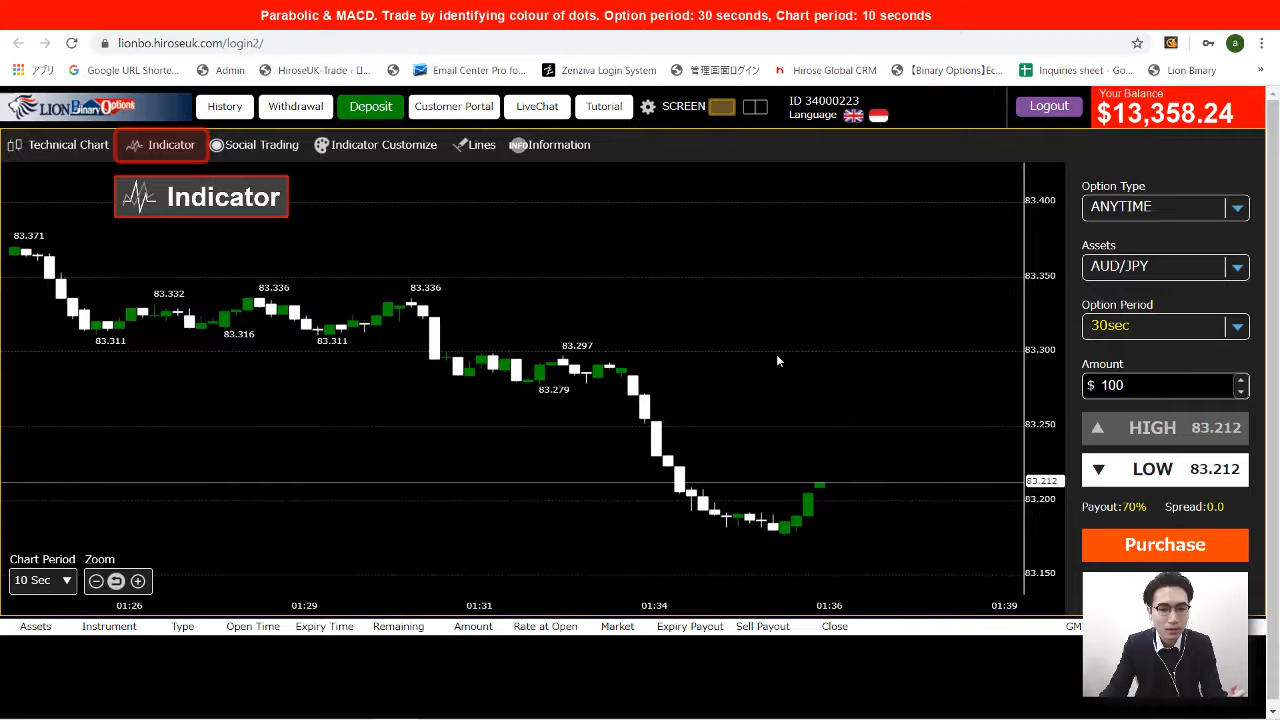 Parabolic & MACD. Trade by identifying colour of dots. Option period: 30 seconds, Chart period: 10 seconds
lionbo.hiroseuk.com/login2/
a
アプリ Google URL Shorte... Admin HiroseUK-Trade ‹ ロ... Email Center Pro fo... Zenziva Login System 管理画面ログイン Hirose Global CRM 【Binary Options】Ec... Inquiries sheet - Go... Lion Binary »
LION Binary Options History Withdrawal Deposit Customer Portal LiveChat Tutorial SCREEN ID 34000223 Logout Your Balance
Language $13,358.24
Technical Chart Indicator Social Trading Indicator Customize Lines INFO Information
Indicator
Option Type
ANYTIME
Assets
AUD/JPY
Option Period
30sec
Amount
$ 100
HIGH 83.212
LOW 83.212
Payout:70% Spread:0.0
Purchase
83.400
83.371
83.350
83.332 83.336 83.336
83.311 83.316 83.311
83.297 83.300
83.279
83.250
83.212
83.200
83.150
Chart Period Zoom
10 Sec
01:26 01:29 01:31 01:34 01:36 01:39
Assets Instrument Type Open Time Expiry Time Remaining Amount Rate at Open Market Expiry Payout Sell Payout Close